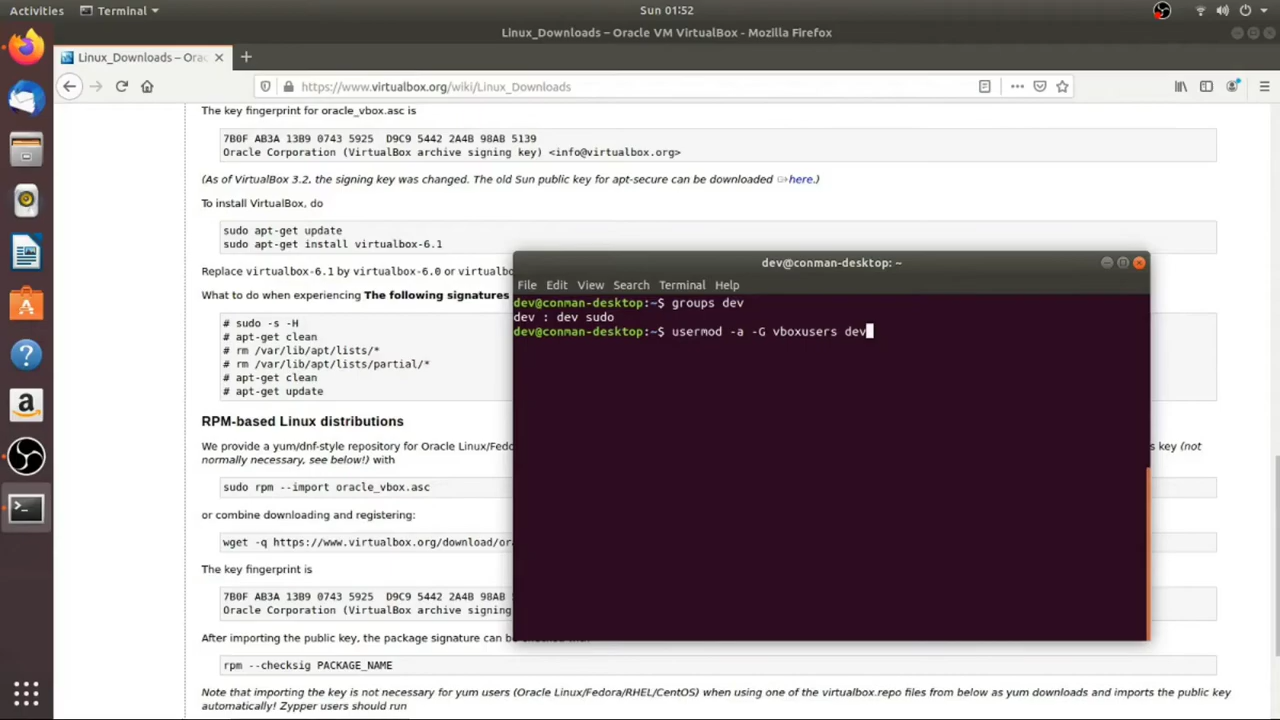 Activities
Terminal
Sun 01:52
Linux_Downloads – Oracle VM VirtualBox - Mozilla Firefox
Linux_Downloads – Orac
https://www.virtualbox.org/wiki/Linux_Downloads
The key fingerprint for oracle_vbox.asc is
7B0F AB3A 13B9 0743 5925  D9C9 5442 2A4B 98AB 5139
Oracle Corporation (VirtualBox archive signing key) <info@virtualbox.org>
(As of VirtualBox 3.2, the signing key was changed. The old Sun public key for apt-secure can be downloaded here.)
To install VirtualBox, do
sudo apt-get update
sudo apt-get install virtualbox-6.1
Replace virtualbox-6.1 by virtualbox-6.0 or virtualbo
What to do when experiencing The following signatures
# sudo -s -H
# apt-get clean
# rm /var/lib/apt/lists/*
# rm /var/lib/apt/lists/partial/*
# apt-get clean
# apt-get update
RPM-based Linux distributions
We provide a yum/dnf-style repository for Oracle Linux/Fedo
s key (not
normally necessary, see below!) with
sudo rpm --import oracle_vbox.asc
or combine downloading and registering:
wget -q https://www.virtualbox.org/download/ora
The key fingerprint is
7B0F AB3A 13B9 0743 5925  D9C9 5442 2A4B 98AB
Oracle Corporation (VirtualBox archive signing
After importing the public key, the package signature can be
rpm --checksig PACKAGE_NAME
Note that importing the key is not necessary for yum users (Oracle Linux/Fedora/RHEL/CentOS) when using one of the virtualbox.repo files from below as yum downloads and imports the public key
automatically! Zypper users should run
dev@conman-desktop: ~
File Edit View Search Terminal Help
dev@conman-desktop:~$ groups dev
dev : dev sudo
dev@conman-desktop:~$ usermod -a -G vboxusers dev